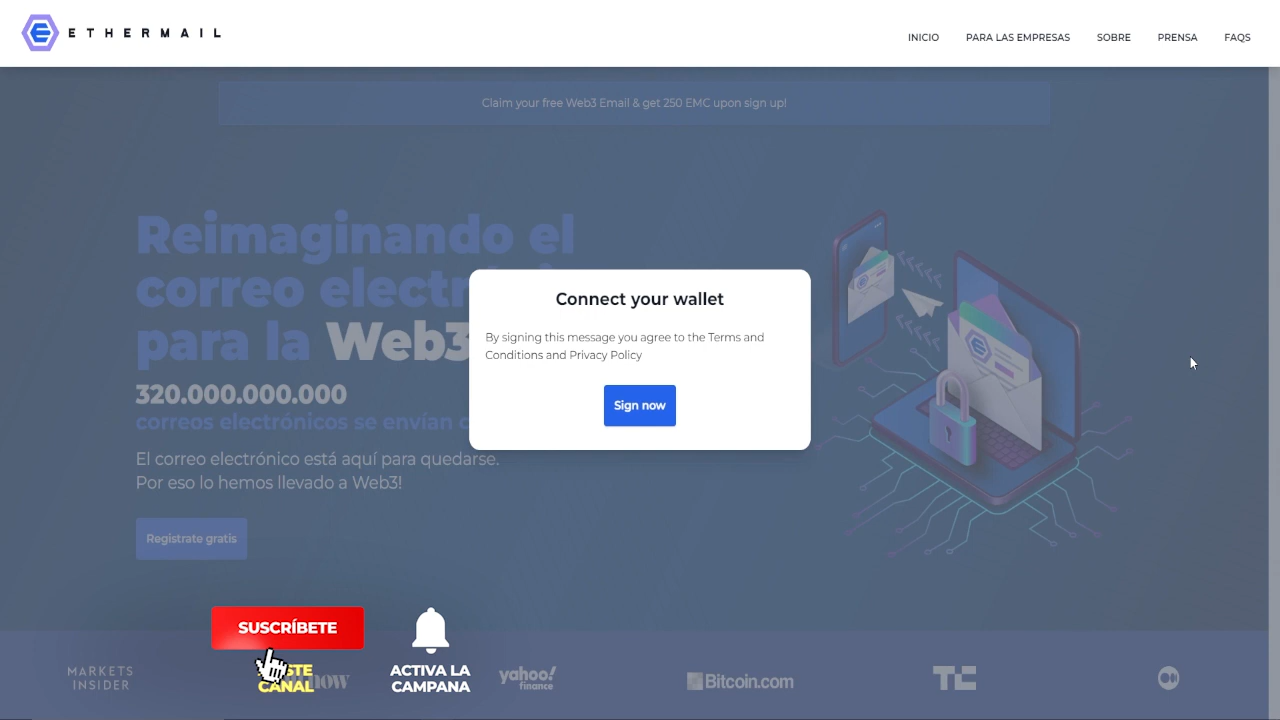 ETHERMAIL
INICIO
PARA LAS EMPRESAS
SOBRE
PRENSA
FAQS
Claim your free Web3 Email & get 250 EMC upon sign up!
Reimaginando el
correo
para la Web3
320.000.000.000
correos electrónicos se envían
El correo electrónico está aquí para quedarse.
Por eso lo hemos llevado a Web3!
Registrate gratis
Connect your wallet
By signing this message you agree to the Terms and
Conditions and Privacy Policy
Sign now
SUSCRÍBETE
CANAL
ACTIVA LA
CAMPANA
MARKETS
INSIDER
yahoo!
finance
Bitcoin.com
TC